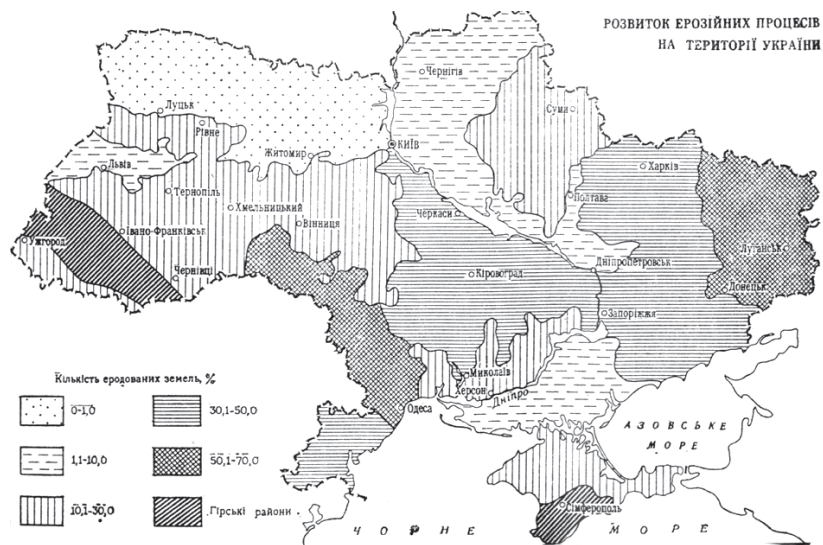 РОЗВИТОК ЕРОЗІЙНИХ ПРОЦЕСІВ
НА ТЕРИТОРІЇ УКРАЇНИ
Чернігів
Луцьк
Рівне
Суми
Житомир
КИЇВ
Львів
Харків
Тернопіль
Хмельницький
Полтава
Вінниця
Черкаси
Івано-Франківськ
Ужгород
Луганськ
Чернівці
Кіровоград
Дніпропетровськ
Донецьк
Запоріжжя
Миколаїв
Херсон
Дніпро
Одеса
АЗОВСЬКЕ
МОРЕ
Сімферополь
ЧОРНЕ МОРЕ
Кількість еродованих земель, %
0-1,0
30,1-50,0
1,1-10,0
50,1-70,0
10,1-30,0
Гірські райони